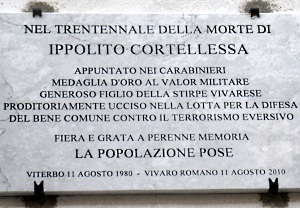 NEL TRENTENNALE DELLA MORTE DI
IPPOLITO CORTELLESSA
APPUNTATO NEI CARABINIERI
MEDAGLIA D'ORO AL VALOR MILITARE
GENEROSO FIGLIO DELLA STIRPE VIVARESE
PRODITORIAMENTE UCCISO NELLA LOTTA PER LA DIFESA
DEL BENE COMUNE CONTRO IL TERRORISMO EVERSIVO
FIERA E GRATA A PERENNE MEMORIA
LA POPOLAZIONE POSE
VITERBO 11 AGOSTO 1980 - VIVARO ROMANO 11 AGOSTO 2010